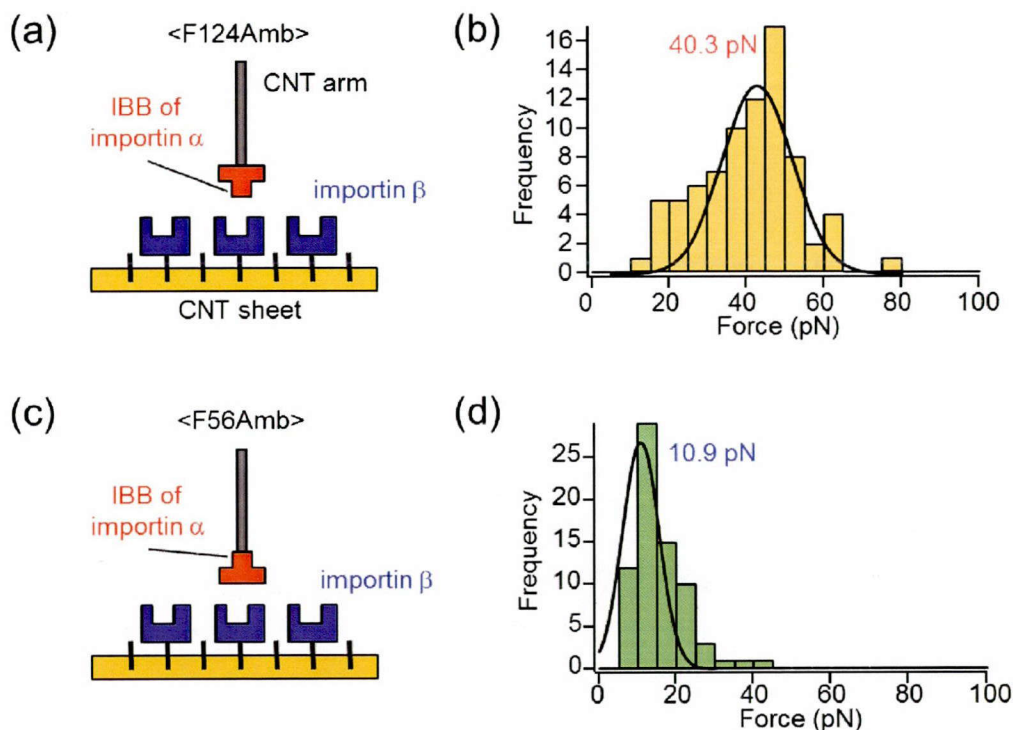 (a)
<F124Amb>
CNT arm
IBB of
importin α
importin β
CNT sheet
(b)
40.3 pN
Frequency
16
14
12
10
8
6
4
2
0
0 20 40 60 80 100
Force (pN)
(c)
<F56Amb>
IBB of
importin α
importin β
(d)
10.9 pN
Frequency
25
20
15
10
5
0
0 20 40 60 80 100
Force (pN)